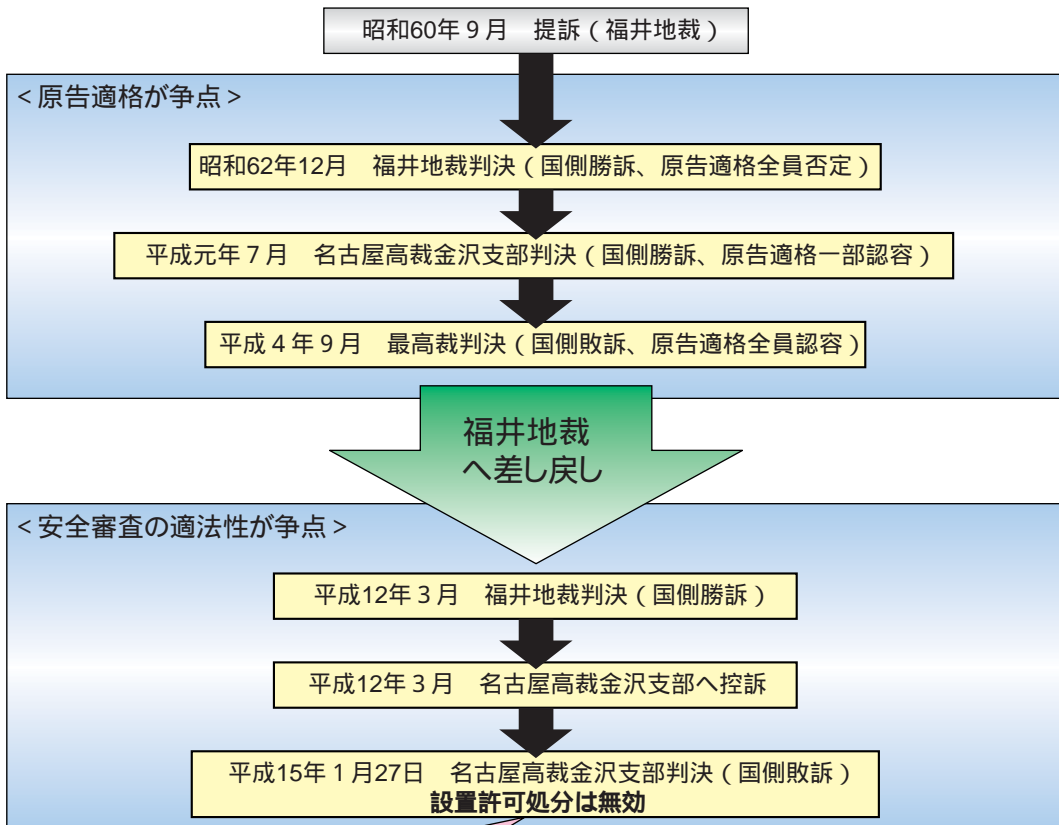 昭和60年9月　提訴(福井地裁)
<原告適格が争点>
昭和62年12月　福井地裁判決(国側勝訴、原告適格全員否定)
平成元年7月　名古屋高裁金沢支部判決(国側勝訴、原告適格一部認容)
平成4年9月　最高裁判決(国側敗訴、原告適格全員認容)
福井地裁
へ差し戻し
<安全審査の適法性が争点>
平成12年3月　福井地裁判決(国側勝訴)
平成12年3月　名古屋高裁金沢支部へ控訴
平成15年1月27日　名古屋高裁金沢支部判決(国側敗訴)
設置許可処分は無効